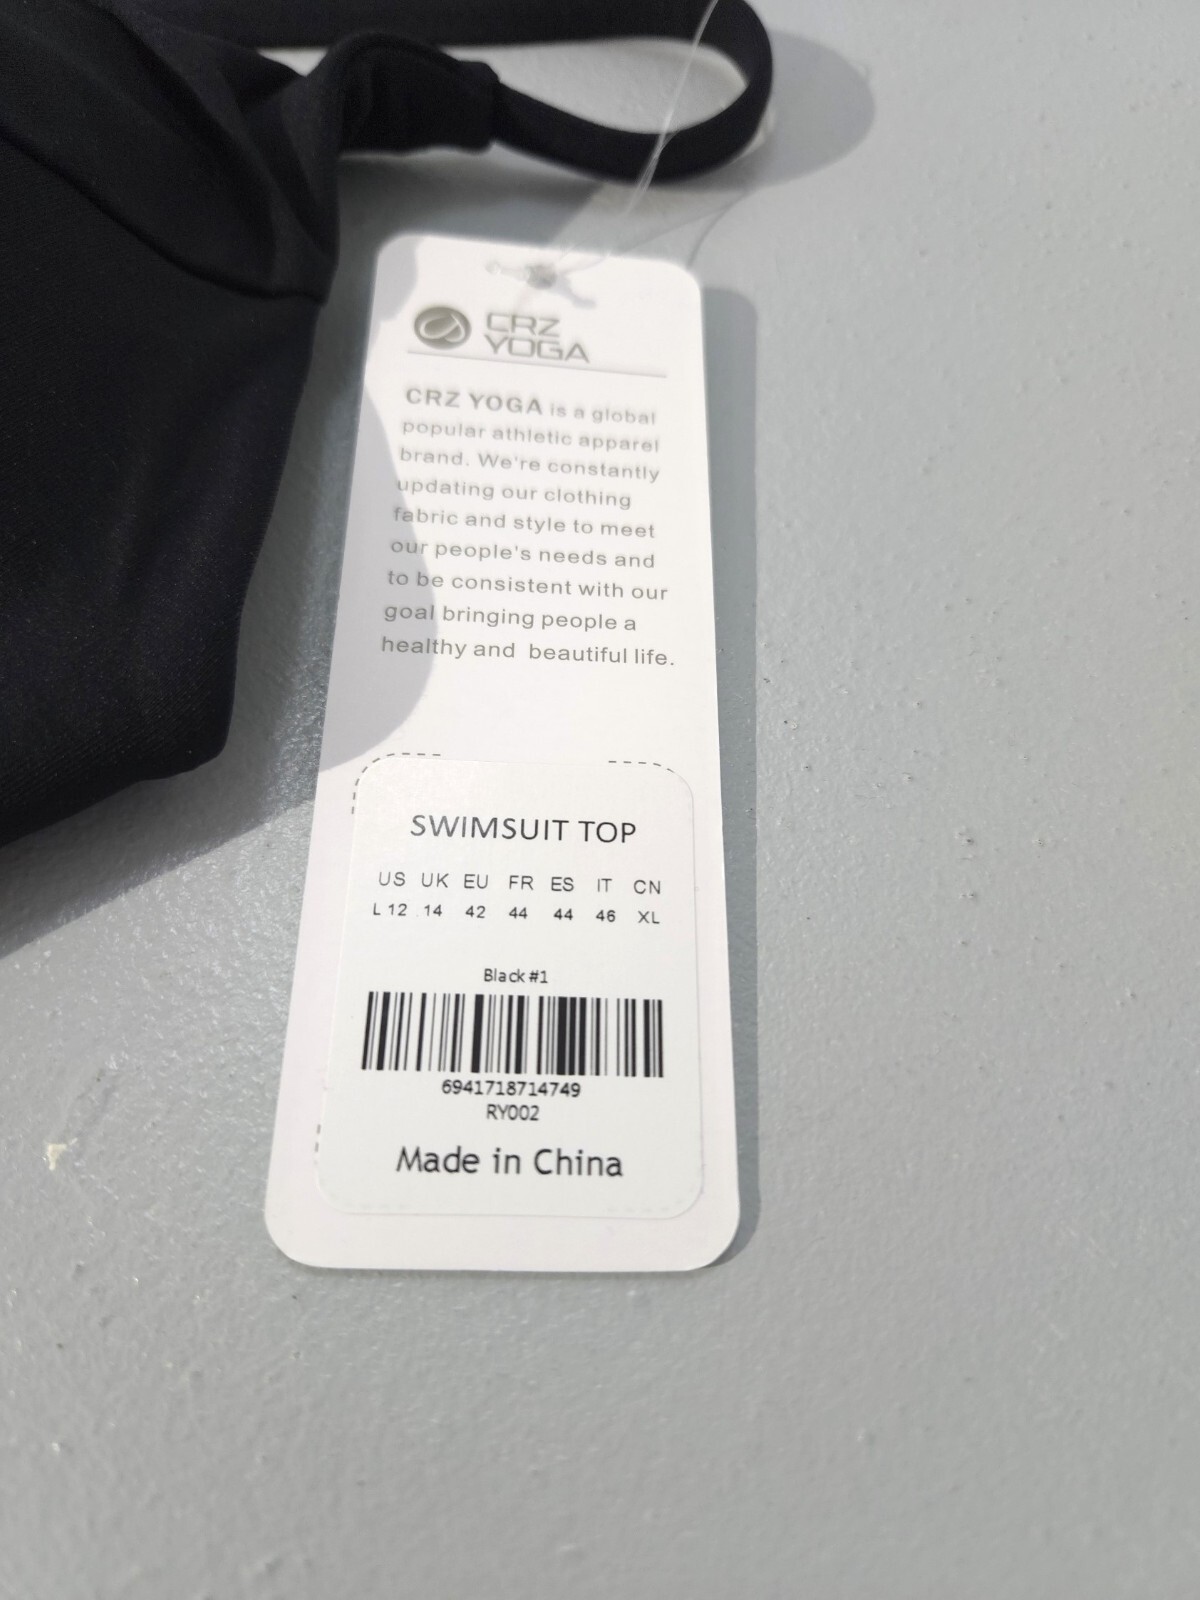 CRZ
YOGA
CRZ YOGA is a global
popular athletic apparel
brand. We're constantly
updating our clothing
fabric and style to meet
our people's needs and
to be consistent with our
goal bringing people a
healthy and beautiful life.
SWIMSUIT TOP
US UK EU FR ES IT CN
L 12 14 42 44 44 46 XL
Black #1
6941718714749
RY002
Made in China